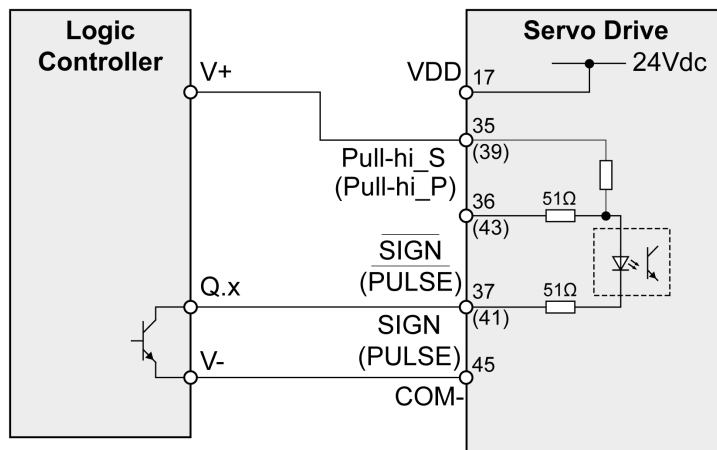 Logic
Controller
Servo Drive
V+
VDD
17
24Vdc
35
(39)
Pull-hi_S
(Pull-hi_P)
36
(43)
51Ω
SIGN
(PULSE)
Q.x
37
(41)
51Ω
SIGN
(PULSE)
V-
45
COM-